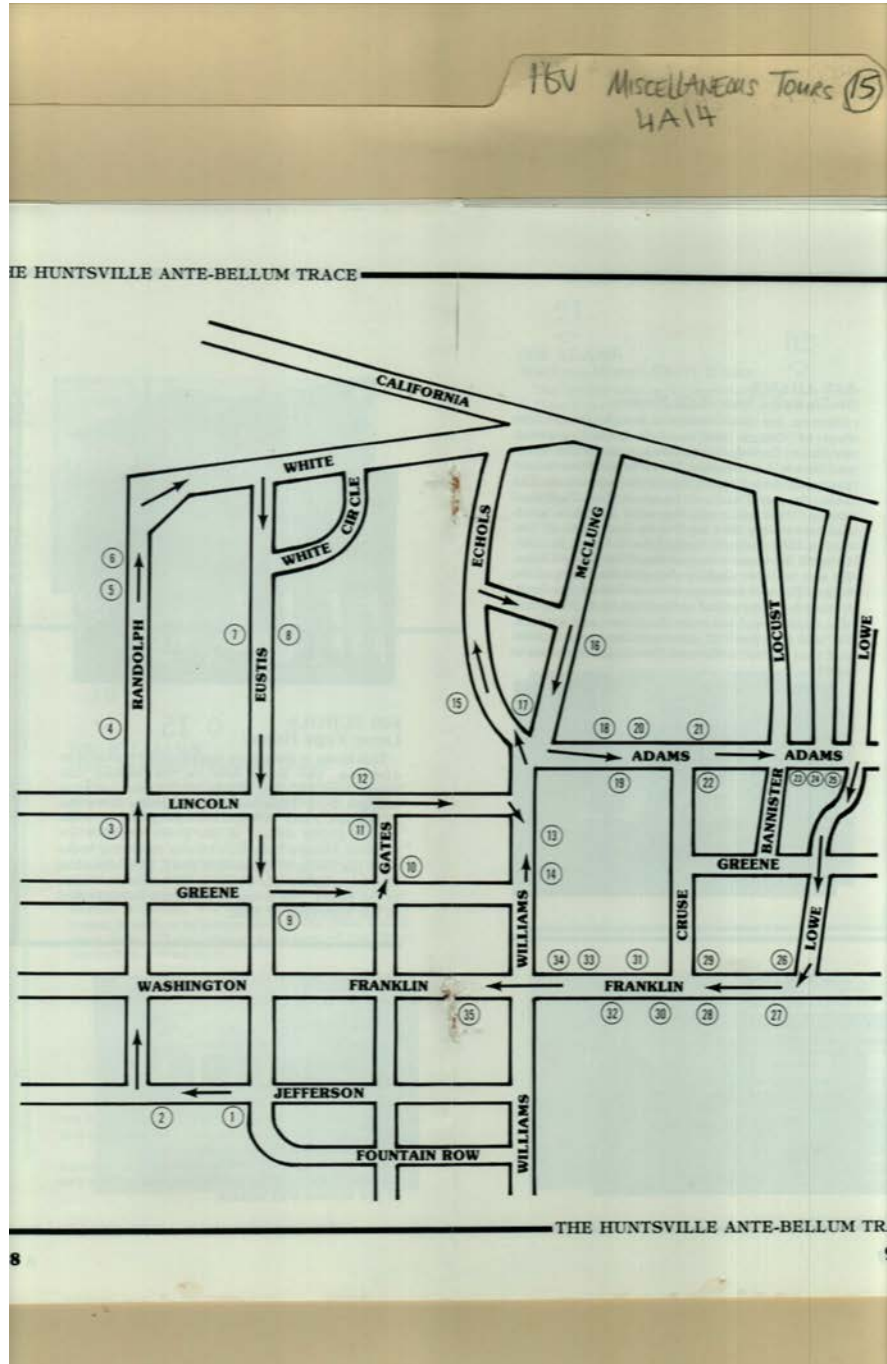 HSV MISCELLANEOUS TOURS 15
4A14
HE HUNTSVILLE ANTE-BELLUM TRACE
CALIFORNIA
WHITE
WHITE CIRCLE
ECHOLS
McCLUNG
6
5
RANDOLPH
7
EUSTIS
8
LOCUST
LOWE
16
15
17
4
18
20
21
ADAMS
ADAMS
19
22
23
24
25
12
LINCOLN
3
11
GATES
13
BANNISTER
10
14
GREENE
GREENE
9
WILLIAMS
CRUSE
LOWE
34
33
31
29
26
WASHINGTON
FRANKLIN
FRANKLIN
35
32
30
28
27
JEFFERSON
2
1
WILLIAMS
FOUNTAIN ROW
THE HUNTSVILLE ANTE-BELLUM TR
8